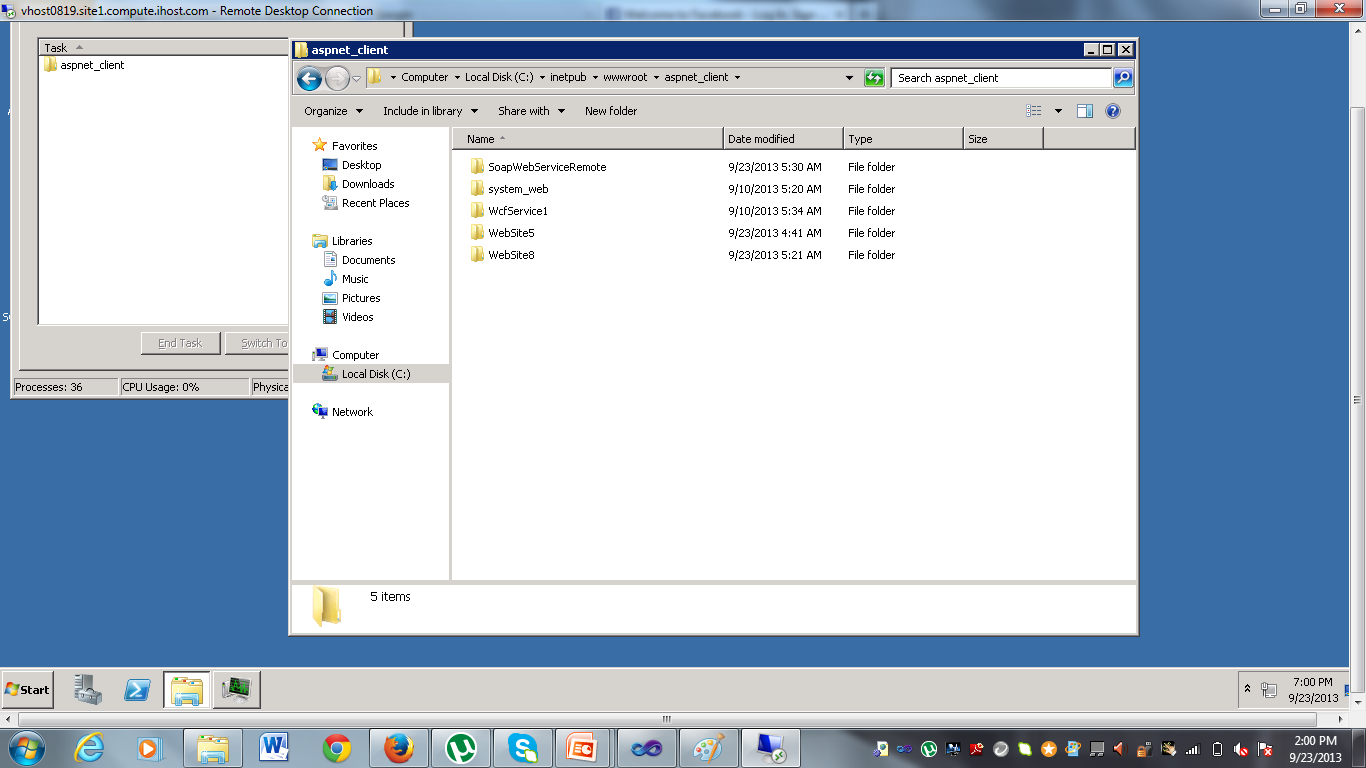 vhost0819.site1.compute.ihost.com - Remote Desktop Connection
Task
aspnet_client
End Task
Switch To
Processes: 36
CPU Usage: 0%
Physica
aspnet_client
Computer
Local Disk (C:)
inetpub
wwwroot
aspnet_client
Search aspnet_client
Organize
Include in library
Share with
New folder
Favorites
Desktop
Downloads
Recent Places
Libraries
Documents
Music
Pictures
Videos
Computer
Local Disk (C:)
Network
Name Date modified Type Size
SoapWebServiceRemote 9/23/2013 5:30 AM File folder
system_web 9/10/2013 5:20 AM File folder
WcfService1 9/10/2013 5:34 AM File folder
WebSite5 9/23/2013 4:41 AM File folder
WebSite8 9/23/2013 5:21 AM File folder
5 items
Start
7:00 PM
9/23/2013
2:00 PM
9/23/2013